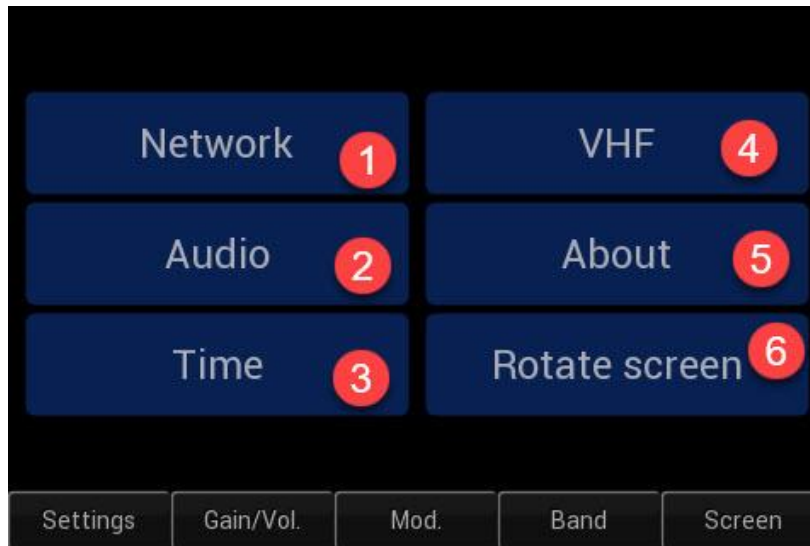 Network 1
VHF 4
Audio 2
About 5
Time 3
Rotate screen 6
Settings Gain/Vol. Mod. Band Screen